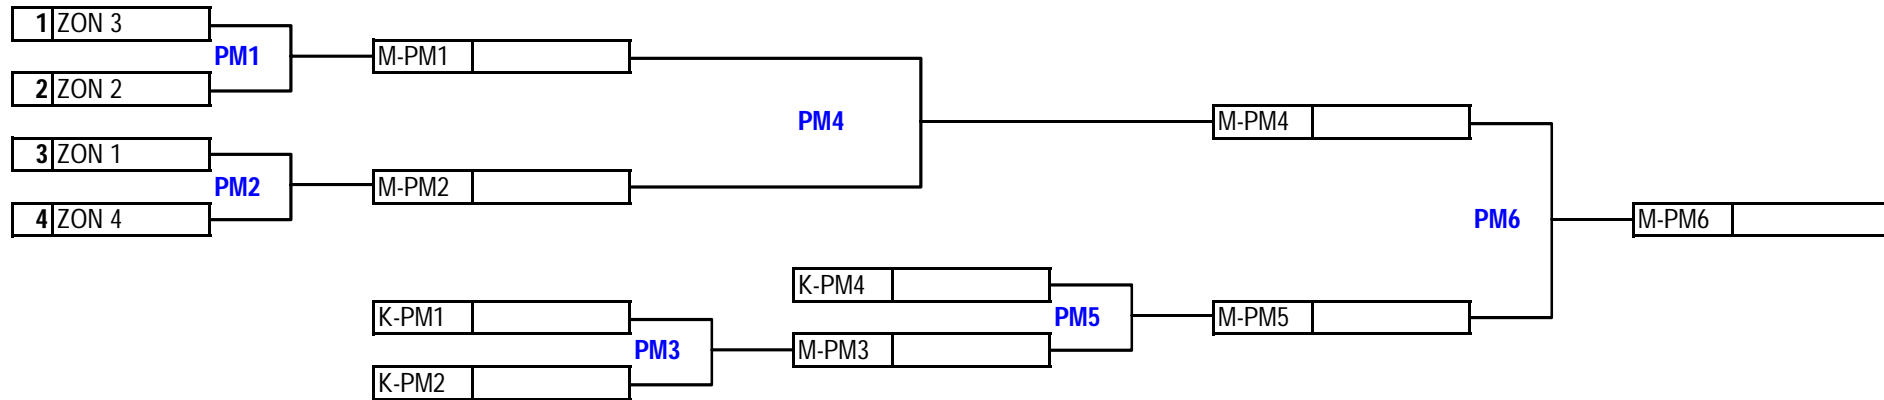 1 ZON 3
PM1
M-PM1
2 ZON 2
PM4
M-PM4
3 ZON 1
PM2
M-PM2
4 ZON 4
PM6
M-PM6
K-PM4
K-PM1
PM5
M-PM5
PM3
M-PM3
K-PM2